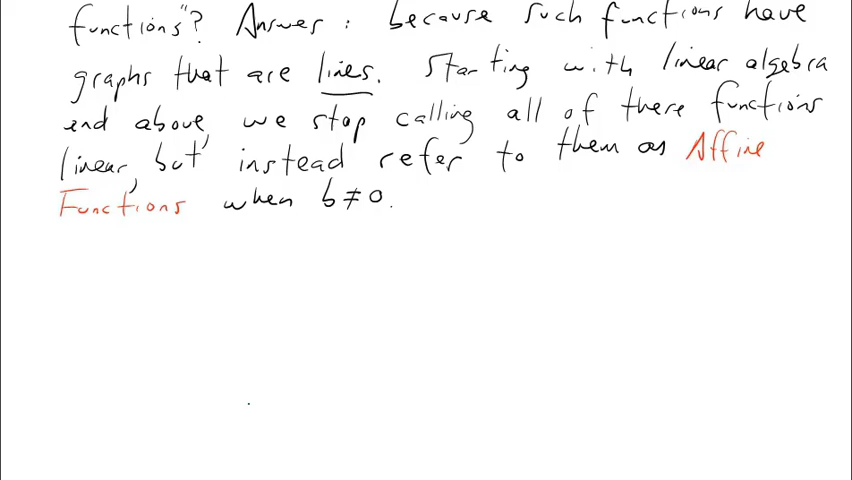 functions"? Answer: because such functions have
graphs that are lines. Starting with linear algebra
and above, we stop calling all of these functions
linear, but instead refer to them as Affine
Functions when b ≠ 0.